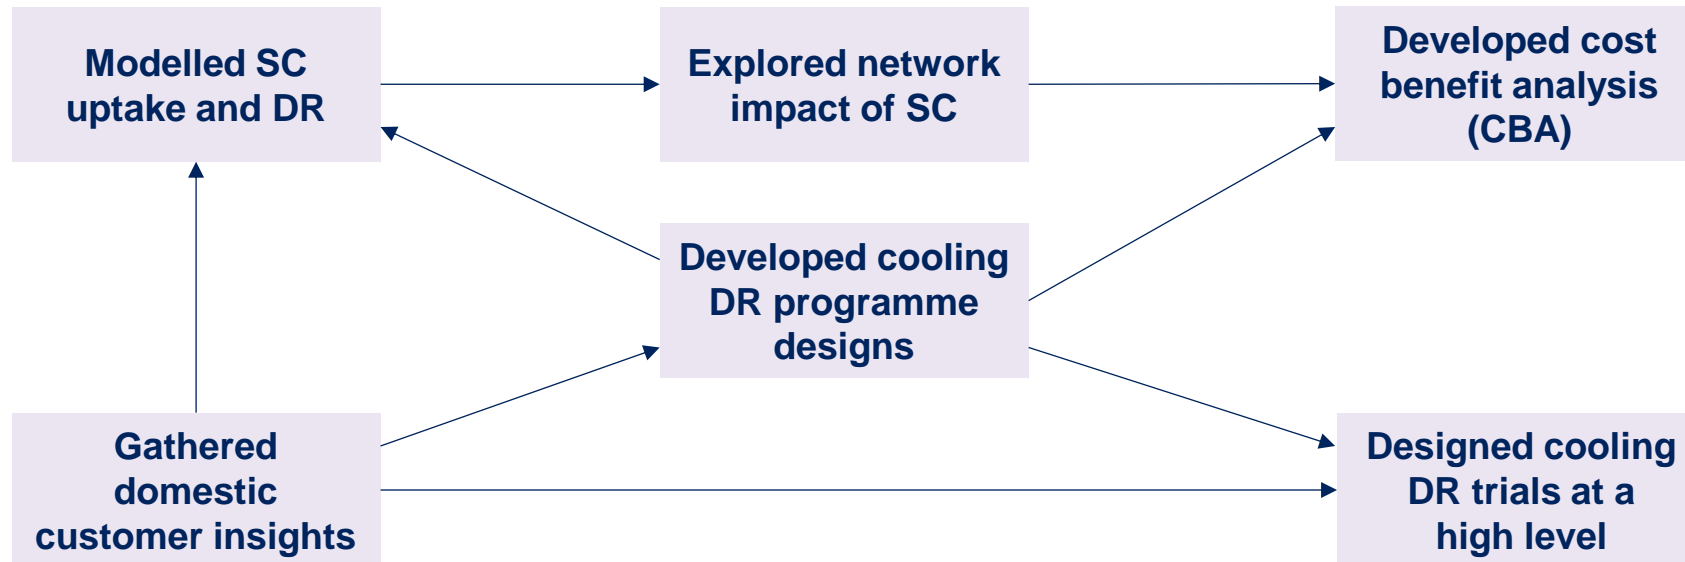 Modelled SC
uptake and DR
Explored network
impact of SC
Developed cost
benefit analysis
(CBA)
Developed cooling
DR programme
designs
Gathered
domestic
customer insights
Designed cooling
DR trials at a
high level